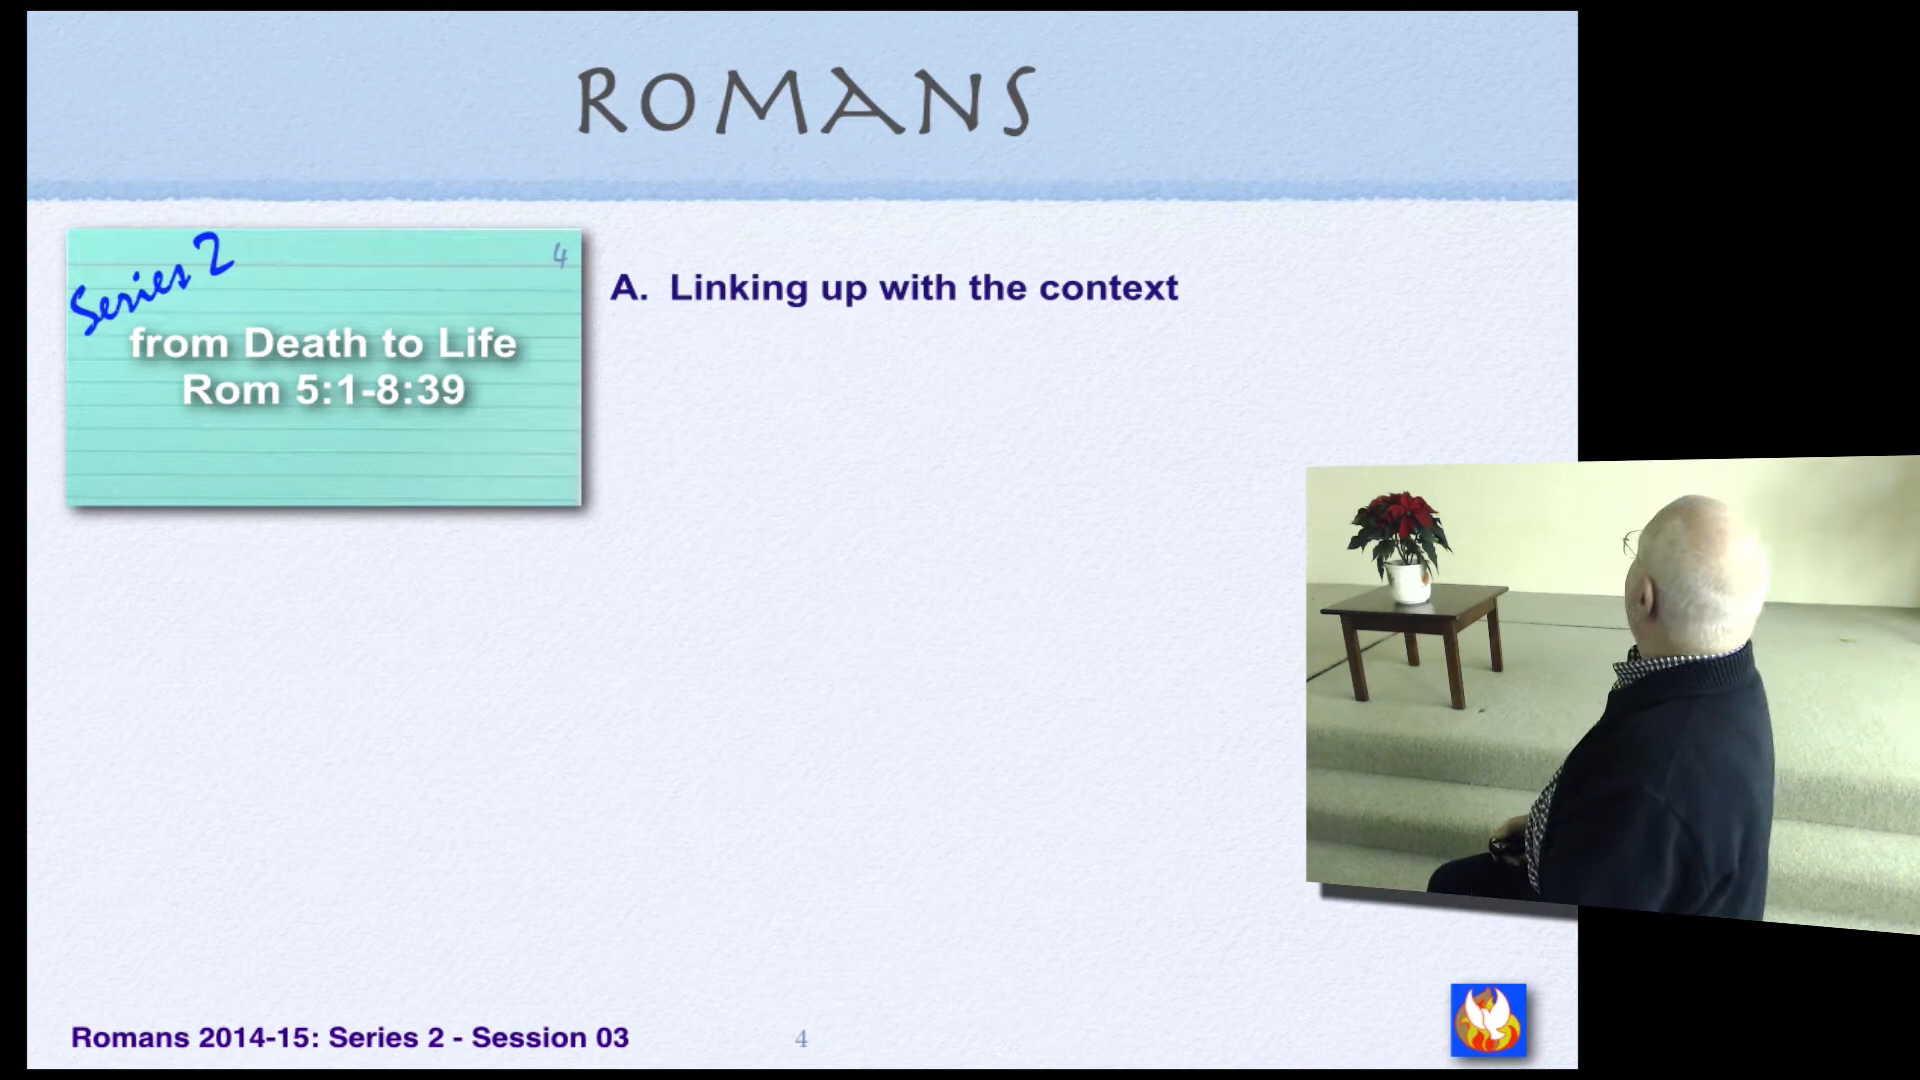 ROMANS
Series 2
4
from Death to Life
Rom 5:1-8:39
A. Linking up with the context
Romans 2014-15: Series 2 - Session 03
4